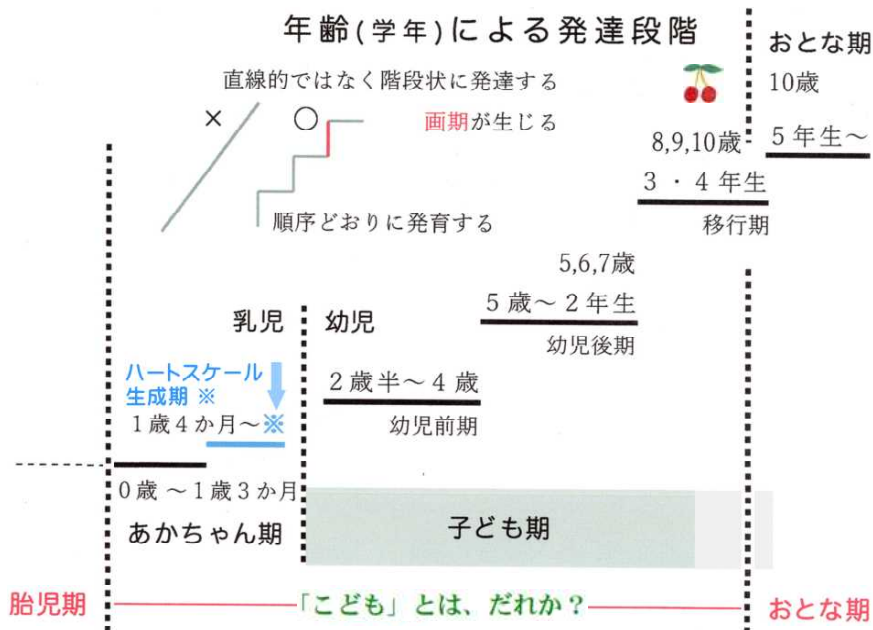 年齢(学年)による発達段階
おとな期
10歳
5年生～
直線的ではなく階段状に発達する
×
○
画期が生じる
順序どおりに発育する
8,9,10歳
3・4年生
移行期
5,6,7歳
5歳～2年生
幼児後期
乳児
幼児
ハートスケール
生成期 ※
1歳4か月～※
2歳半～4歳
幼児前期
0歳～1歳3か月
あかちゃん期
子ども期
胎児期
「こども」とは、だれか?
おとな期